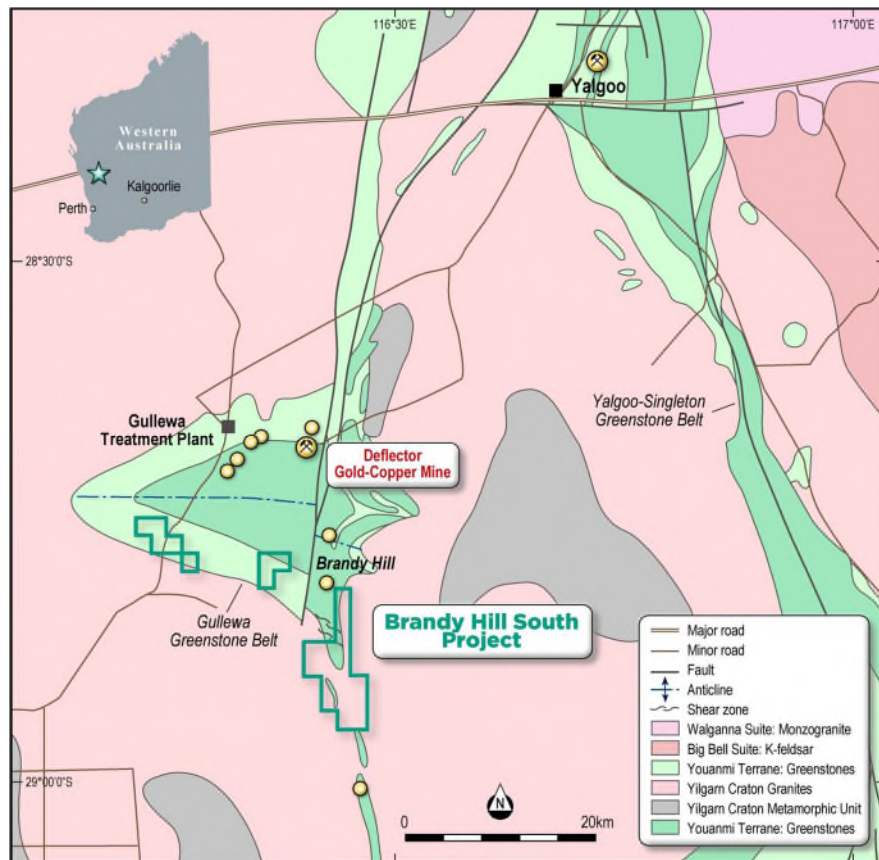 116°30'
117°00'
Yalgoo
Western
Australia
Kalgoorlie
Perth
28°30'0"S
Yalgoo-Singleton
Greenstone Belt
Gullewa
Treatment Plant
Deflector
Gold-Copper Mine
Brandy Hill
Gullewa
Greenstone Belt
Brandy Hill South
Project
29°00'0"S
N
0
20km
Major road
Minor road
Fault
Anticline
Shear zone
Walganna Suite: Monzogranite
Big Bell Suite: K-feldsar
Youanmi Terrane: Greenstones
Yilgarn Craton Granites
Yilgarn Craton Metamorphic Unit
Youanmi Terrane: Greenstones